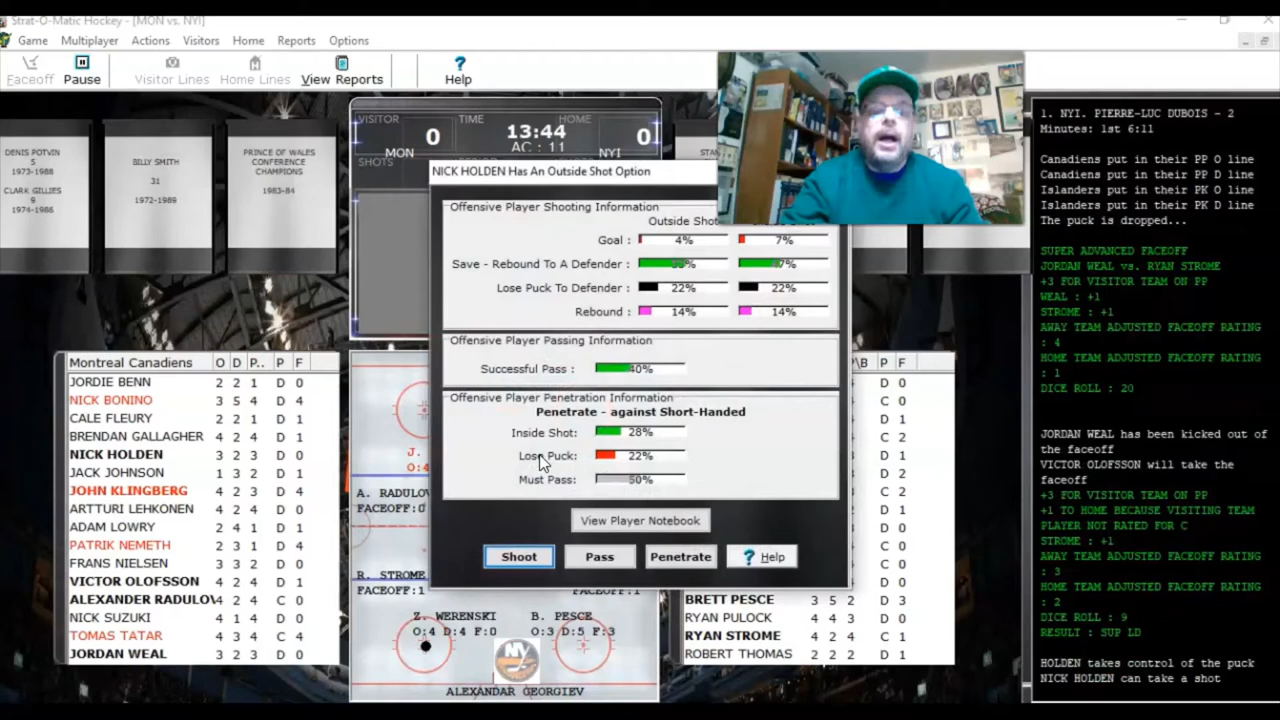 Strat-O-Matic Hockey - [MON vs. NYI]
Game Multiplayer Actions Visitors Home Reports Options
Faceoff Pause Visitor Lines Home Lines View Reports Help
DENIS POTVIN
5
1973-1988
CLARK GILLIES
9
1974-1986
BILLY SMITH
31
1972-1989
PRINCE OF WALES
CONFERENCE
CHAMPIONS
1983-84
VISITOR 0 TIME HOME 0
13:44
MON AC : 11 NYI
SHOTS
NICK HOLDEN Has An Outside Shot Option
Offensive Player Shooting Information
Outside Shot
Goal : 4% 7%
Save - Rebound To A Defender :
Lose Puck To Defender : 22% 22%
Rebound : 14% 14%
Offensive Player Passing Information
Successful Pass : 40%
Offensive Player Penetration Information
Penetrate - against Short-Handed
Inside Shot: 28%
Lose Puck: 22%
Must Pass: 50%
View Player Notebook
Shoot Pass Penetrate Help
Montreal Canadiens O D P.. P F
JORDIE BENN 2 2 1 D 0
NICK BONINO 3 5 4 D 4
CALE FLEURY 2 2 1 D 1
BRENDAN GALLAGHER
NICK HOLDEN 3 2 3 D 0
JACK JOHNSON 1 3 2 D 1
JOHN KLINGBERG 4 2 3 D 4
ARTTURI LEHKONEN
ADAM LOWRY 2 4 1 D 1
PATRIK NEMETH 2 3 1 D 4
FRANS NIELSEN 3 3 2 D 0
VICTOR OLOFSSON 4 2 4 D 1
ALEXANDER RADULOV 4 2 4 C 0
NICK SUZUKI 4 1 4 D 0
TOMAS TATAR 4 3 4 C 4
JORDAN WEAL 3 2 3 D 0
A. RADULOV
FACEOFF:0
R. STROME
FACEOFF:1
FACEOFF:1
Z. WERENSKI B. PESCE
O:4 D:4 F:0 O:3 D:5 F:3
NY
ALEXANDAR GEORGIEV
P F
D 0
C 0
D 1
C 2
D 1
D 2
C 2
D 1
C 0
D 1
C 0
D 1
BRETT PESCE 3 5 2 D 3
RYAN PULOCK 4 2 2 D 0
RYAN STROME 4 2 4 C 1
ROBERT THOMAS 2 2 2 D 0
1. NYI. PIERRE-LUC DUBOIS - 2
Minutes: 1st 6:11
Canadiens put in their PP O line
Canadiens put in their PP D line
Islanders put in their PK O line
Islanders put in their PK D line
The puck is dropped...
SUPER ADVANCED FACEOFF
JORDAN WEAL vs. RYAN STROME
+3 FOR VISITOR TEAM ON PP
WEAL : +1
STROME : +1
AWAY TEAM ADJUSTED FACEOFF RATING
: 4
HOME TEAM ADJUSTED FACEOFF RATING
: 1
DICE ROLL : 20
JORDAN WEAL has been kicked out of
the faceoff
VICTOR OLOFSSON will take the
faceoff
+3 FOR VISITOR TEAM ON PP
+1 TO HOME BECAUSE VISITING TEAM
PLAYER NOT RATED FOR C
STROME : +1
AWAY TEAM ADJUSTED FACEOFF RATING
: 3
HOME TEAM ADJUSTED FACEOFF RATING
: 2
DICE ROLL : 9
RESULT : SUP LD
HOLDEN takes control of the puck
NICK HOLDEN can take a shot